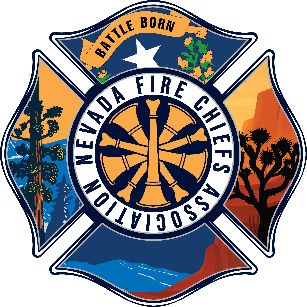 BATTLE BORN
NEVADA FIRE CHIEFS ASSOCIATION